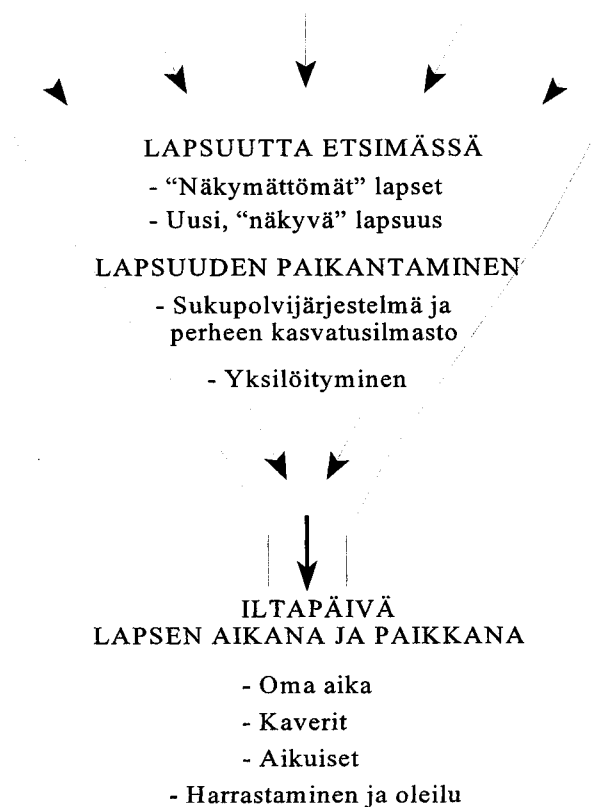 LAPSUUTTA ETSIMÄSSÄ
- “Näkymättömät” lapset
- Uusi, “näkyvä” lapsuus
LAPSUUDEN PAIKANTAMINEN
- Sukupolvijärjestelmä ja
perheen kasvatusilmasto
- Yksilöityminen
ILTAPÄIVÄ
LAPSEN AIKANA JA PAIKKANA
- Oma aika
- Kaverit
- Aikuiset
- Harrastaminen ja oleilu